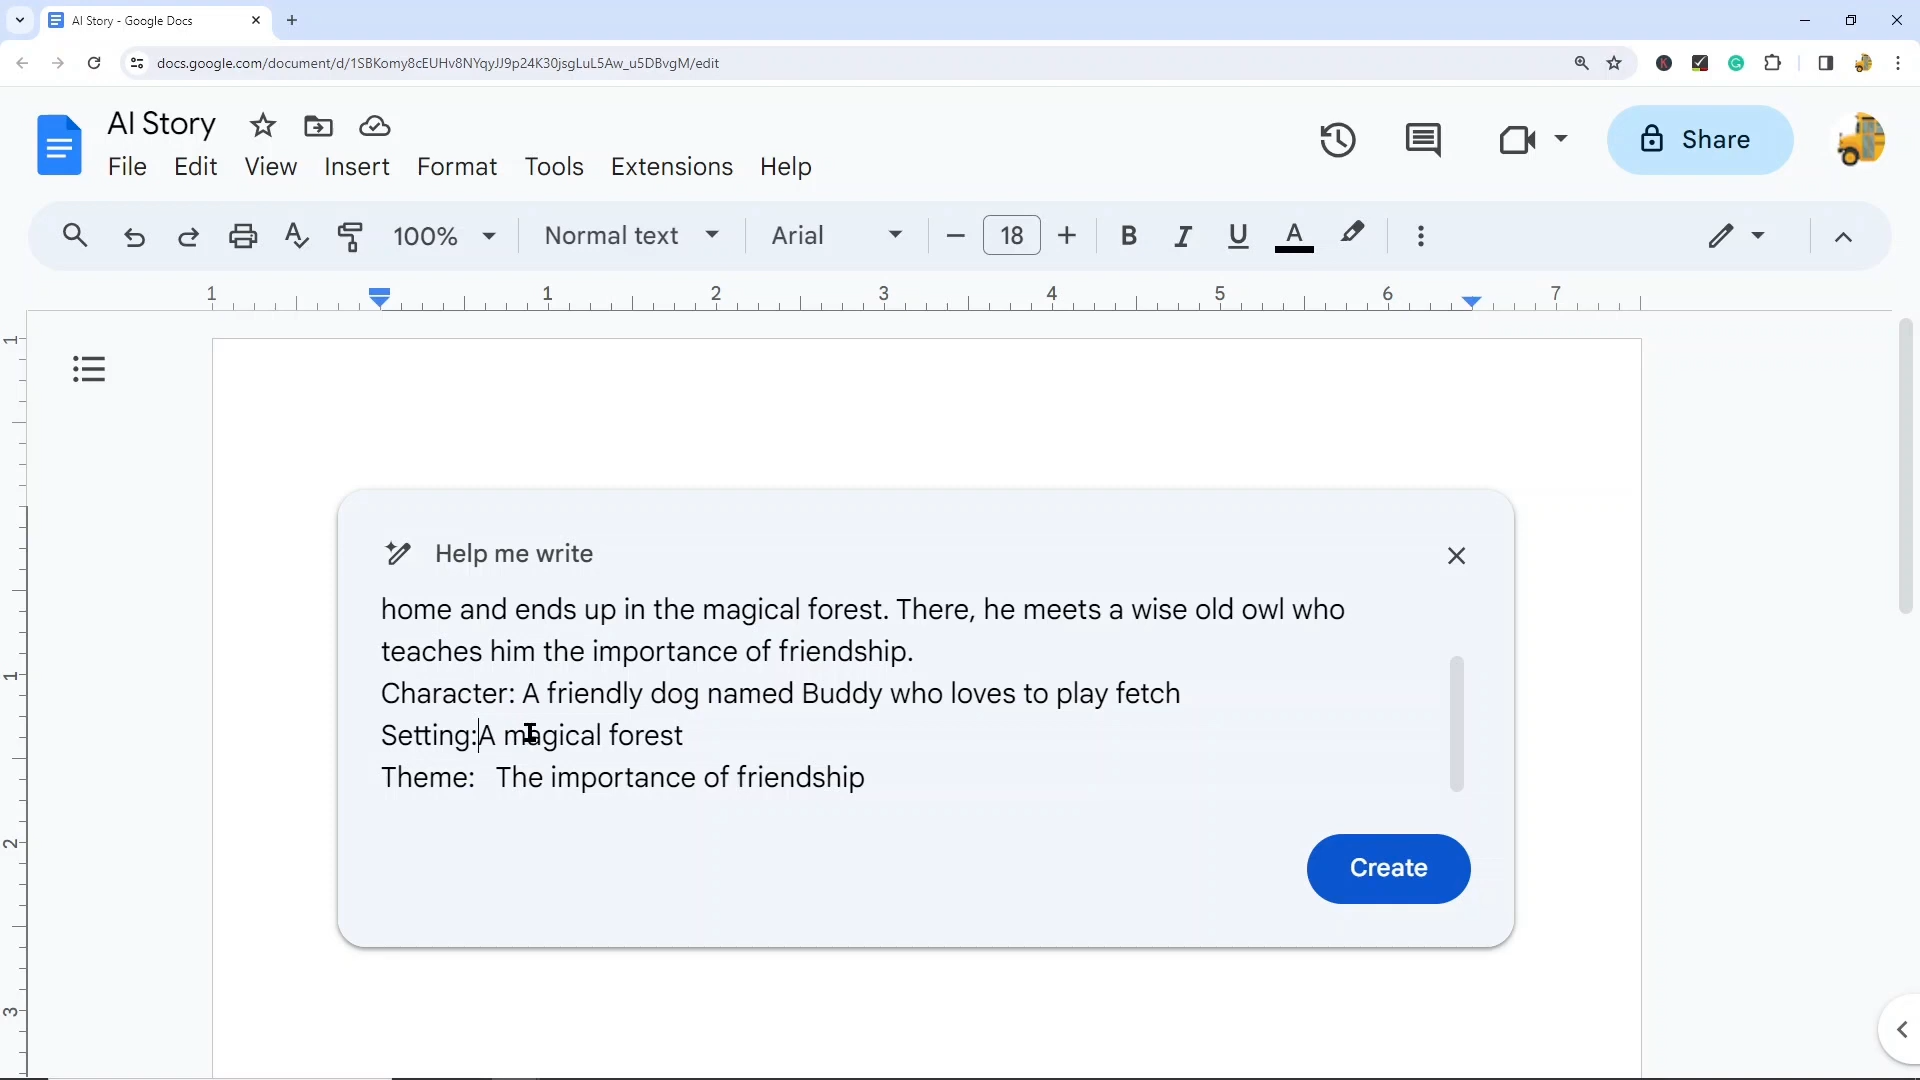 AI Story - Google Docs
docs.google.com/document/d/1SBKomy8cEUHv8NYqyJJ9p24K30jsgLuL5Aw_u5DBvgM/edit
AI Story
File Edit View Insert Format Tools Extensions Help
Share
100% Normal text Arial 18 B I U A
1 1 2 3 4 5 6 7
1
1
2
3
Help me write
home and ends up in the magical forest. There, he meets a wise old owl who
teaches him the importance of friendship.
Character: A friendly dog named Buddy who loves to play fetch
Setting:A magical forest
Theme: The importance of friendship
Create